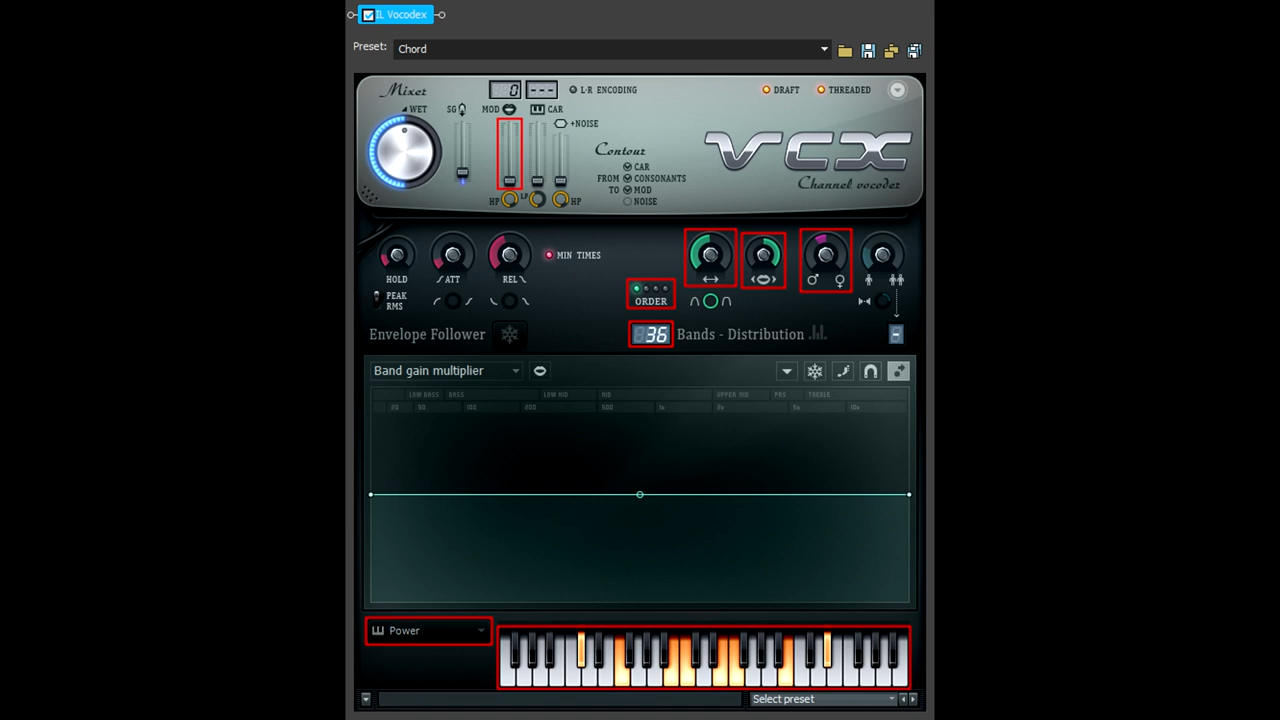 IL Vocodex
Preset: Chord
Mixer
0 ---
L-R ENCODING
DRAFT
THREADED
WET
SG
MOD
CAR
+NOISE
Contour
CAR
FROM CONSONANTS
TO MOD
NOISE
VCX
Channel vocoder
HP
LP
HP
HOLD
ATT
REL
MIN TIMES
PEAK
RMS
ORDER
Envelope Follower
36 Bands - Distribution
Band gain multiplier
LOW BASS BASS LOW MID MID UPPER MID PRS TREBLE
20 50 100 200 500 1k 2k 5k 10k
Power
Select preset